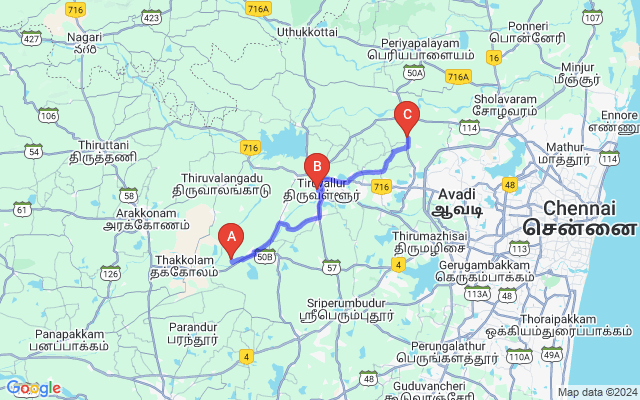 Nagari
నగరి
716
423
427
716A
Uthukkottai
Ponneri
பொன்னேரி
107
Periyapalayam
பெரியபாளையம்
16
50A
716A
Minjur
மீஞ்சூர்
106
Sholavaram
சோழவரம்
Ennore
எண்ணூர்
C
114
54
Thiruttani
திருத்தணி
716
Mathur
மாத்தூர்
Thiruvalangadu
திருவாலங்காடு
B
Tiruvallur
திருவள்ளூர்
716
Avadi
ஆவடி
48
58
61
Arakkonam
அரக்கோணம்
Chennai
சென்னை
A
Thirumazhisai
திருமழிசை
113
Thakkolam
தக்கோலம்
50B
57
4
Gerugambakkam
கெருகம்பாக்கம்
126
113A
48
Sriperumbudur
ஸ்ரீபெரும்புதூர்
Thoraipakkam
ஒக்கியம்துரைப்பாக்கம்
Panapakkam
பனப்பாக்கம்
Parandur
பரந்தூர்
4
Perungalathur
பெருங்களத்தூர்
110A
49A
48
Guduvancheri
கூடுவாஞ்சேரி
Google
Map data ©2024